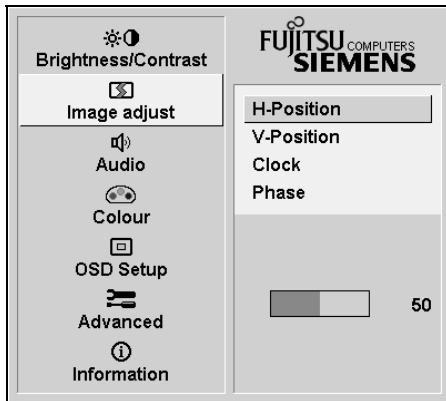 Brightness/Contrast
Image adjust
Audio
Colour
OSD Setup
Advanced
Information
FUJITSU COMPUTERS
SIEMENS
H-Position
V-Position
Clock
Phase
50